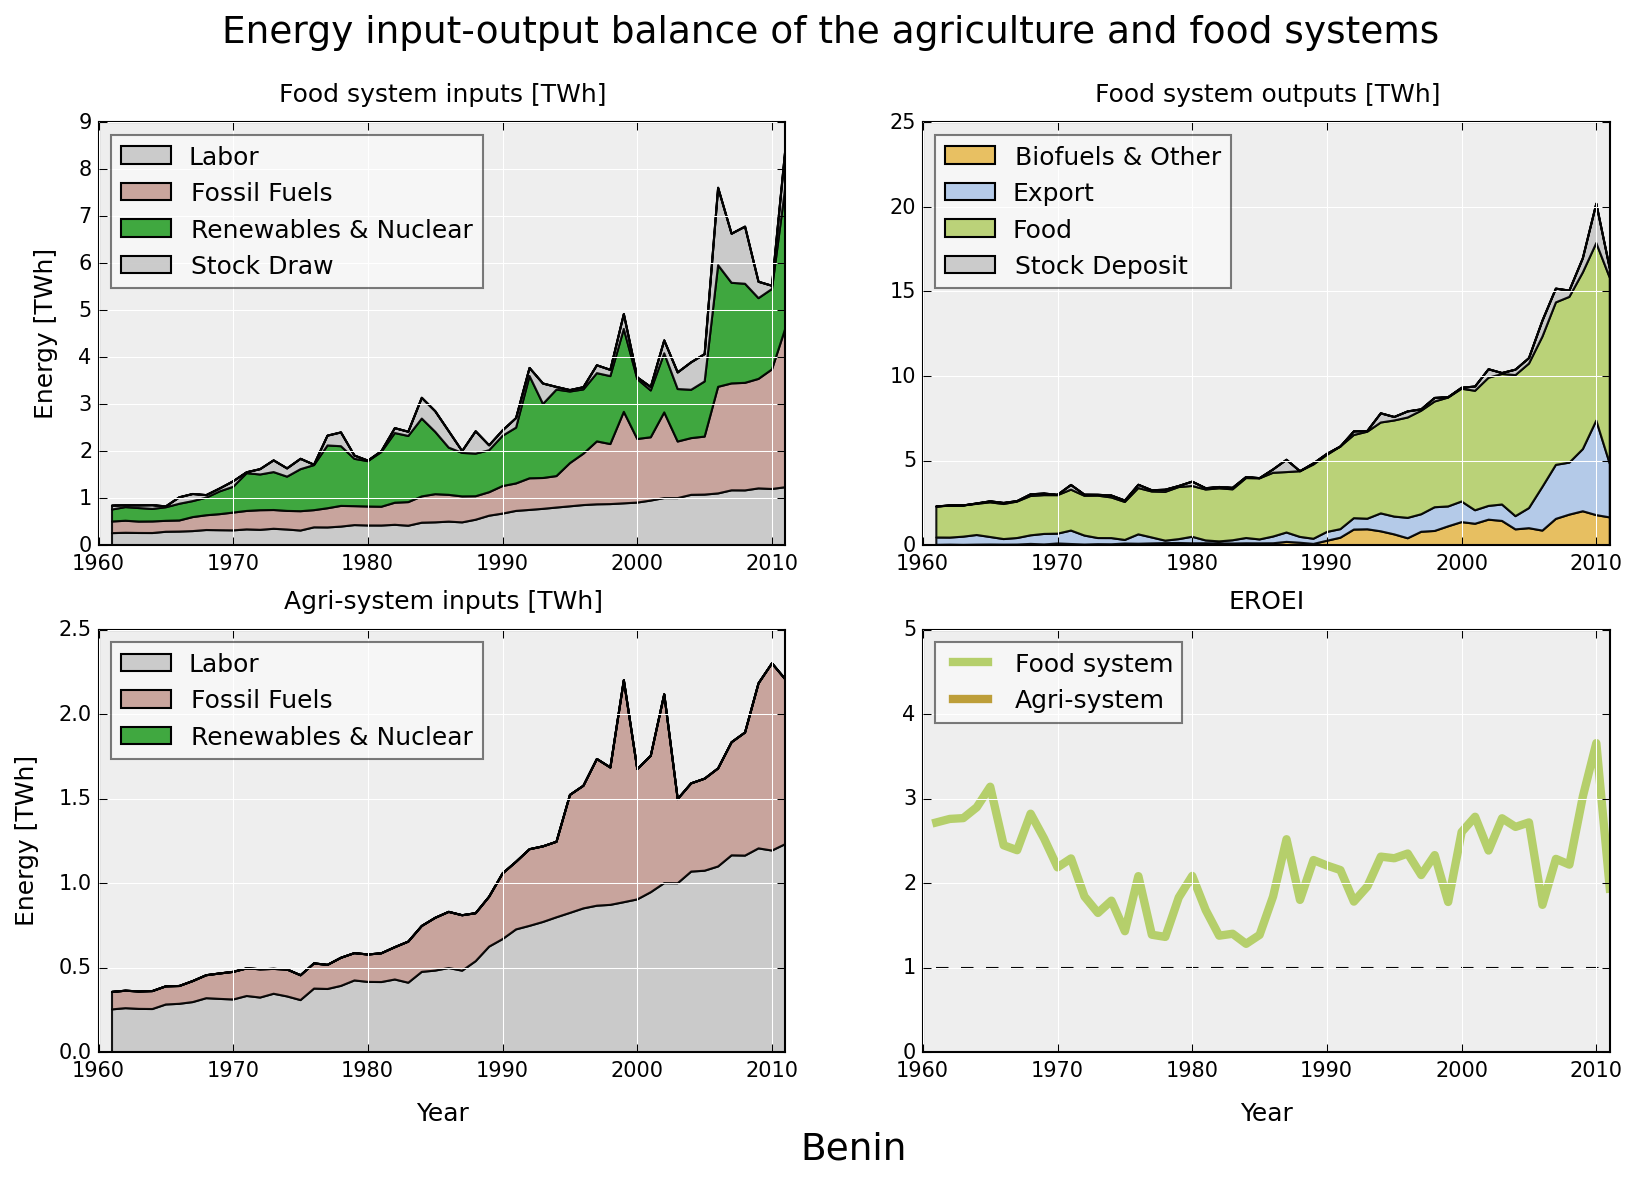 Energy input-output balance of the agriculture and food systems
Food system inputs [TWh]
Energy [TWh]
9
8
7
6
5
4
3
2
1
0
Labor
Fossil Fuels
Renewables & Nuclear
Stock Draw
1960 1970 1980 1990 2000 2010
Food system outputs [TWh]
25
20
15
10
5
0
Biofuels & Other
Export
Food
Stock Deposit
1960 1970 1980 1990 2000 2010
Agri-system inputs [TWh]
Energy [TWh]
2.5
2.0
1.5
1.0
0.5
0.0
Labor
Fossil Fuels
Renewables & Nuclear
1960 1970 1980 1990 2000 2010
Year
EROEI
5
4
3
2
1
0
Food system
Agri-system
1960 1970 1980 1990 2000 2010
Year
Benin